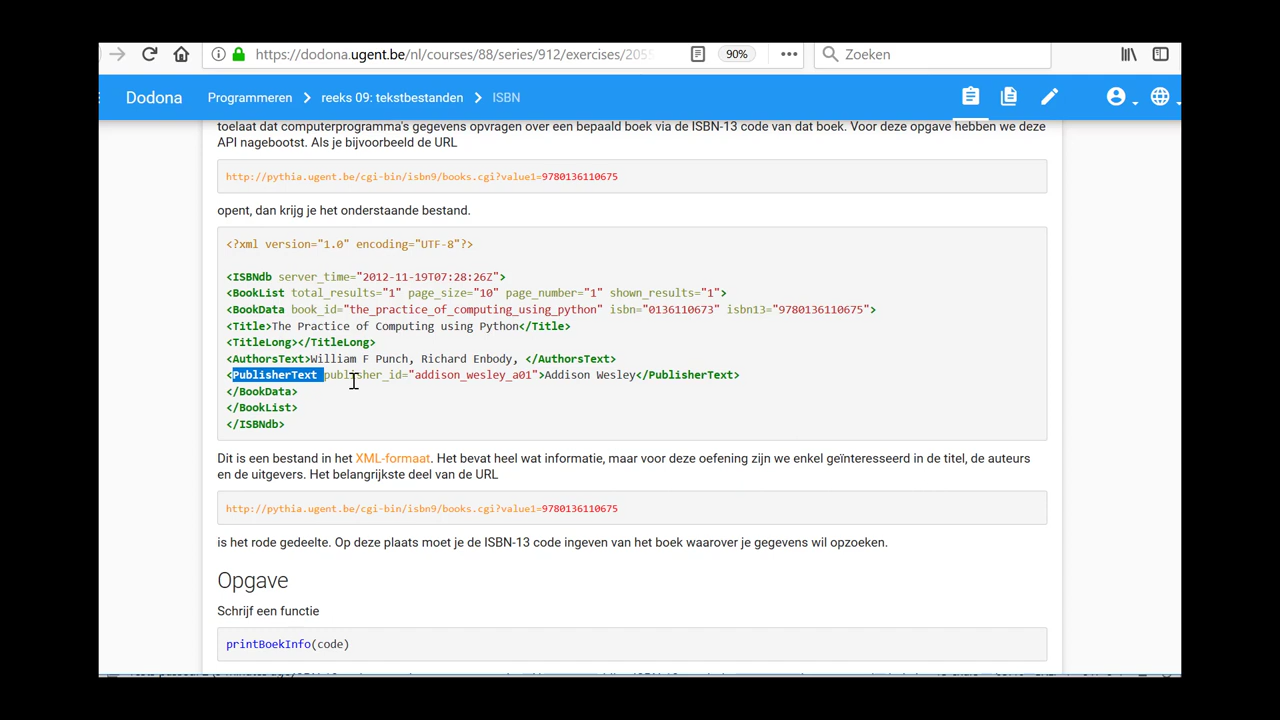 https://dodona.ugent.be/nl/courses/88/series/912/exercises/2055
90%
Zoeken
Dodona
Programmeren
reeks 09: tekstbestanden
ISBN
toelaat dat computerprogramma's gegevens opvragen over een bepaald boek via de ISBN-13 code van dat boek. Voor deze opgave hebben we deze
API nagebootst. Als je bijvoorbeeld de URL
http://pythia.ugent.be/cgi-bin/isbn9/books.cgi?value1=9780136110675
opent, dan krijg je het onderstaande bestand.
<?xml version="1.0" encoding="UTF-8"?>
<ISBNdb server_time="2012-11-19T07:28:26Z">
<BookList total_results="1" page_size="10" page_number="1" shown_results="1">
<BookData book_id="the_practice_of_computing_using_python" isbn="0136110673" isbn13="9780136110675">
<Title>The Practice of Computing using Python</Title>
<TitleLong></TitleLong>
<AuthorsText>William F Punch, Richard Enbody, </AuthorsText>
<PublisherText publisher_id="addison_wesley_a01">Addison Wesley</PublisherText>
</BookData>
</BookList>
</ISBNdb>
Dit is een bestand in het XML-formaat. Het bevat heel wat informatie, maar voor deze oefening zijn we enkel geïnteresseerd in de titel, de auteurs
en de uitgevers. Het belangrijkste deel van de URL
http://pythia.ugent.be/cgi-bin/isbn9/books.cgi?value1=9780136110675
is het rode gedeelte. Op deze plaats moet je de ISBN-13 code ingeven van het boek waarover je gegevens wil opzoeken.
Opgave
Schrijf een functie
printBoekInfo(code)